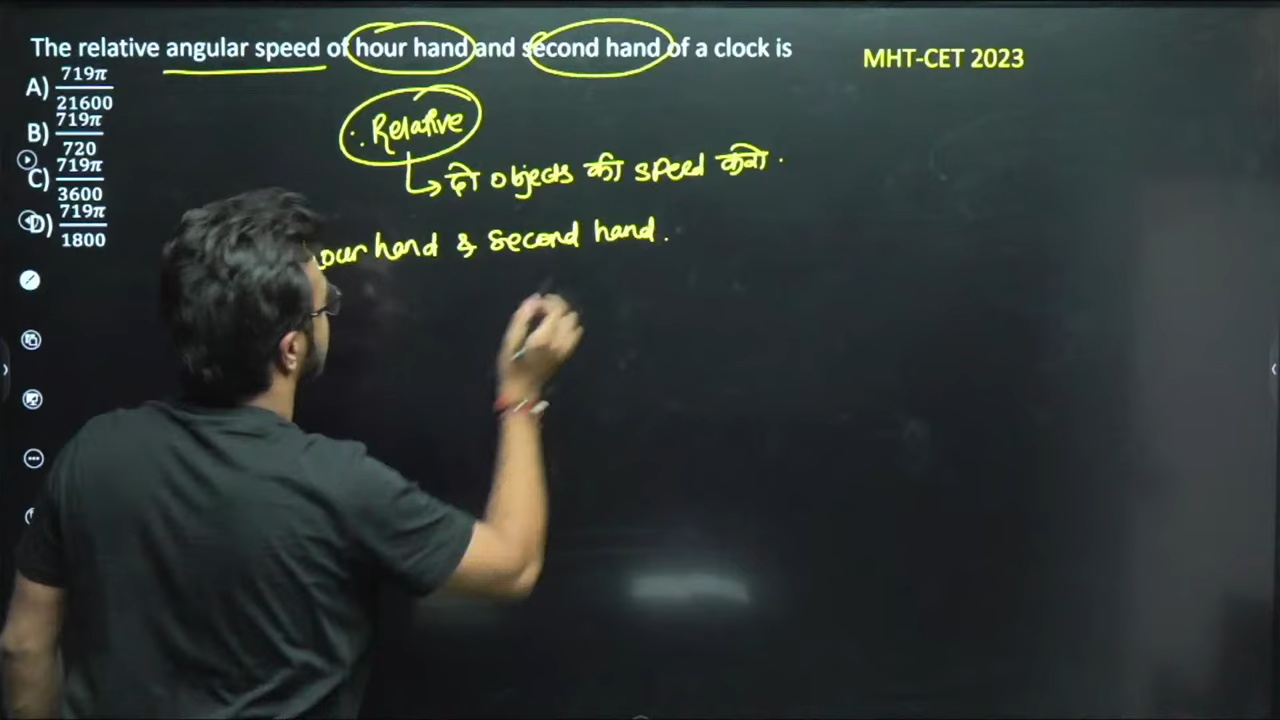 The relative angular speed of hour hand and second hand of a clock is
MHT-CET 2023
A) 719π/21600
B) 719π/720
C) 719π/3600
D) 719π/1800
Relative
दो objects की speed
our hand & second hand.